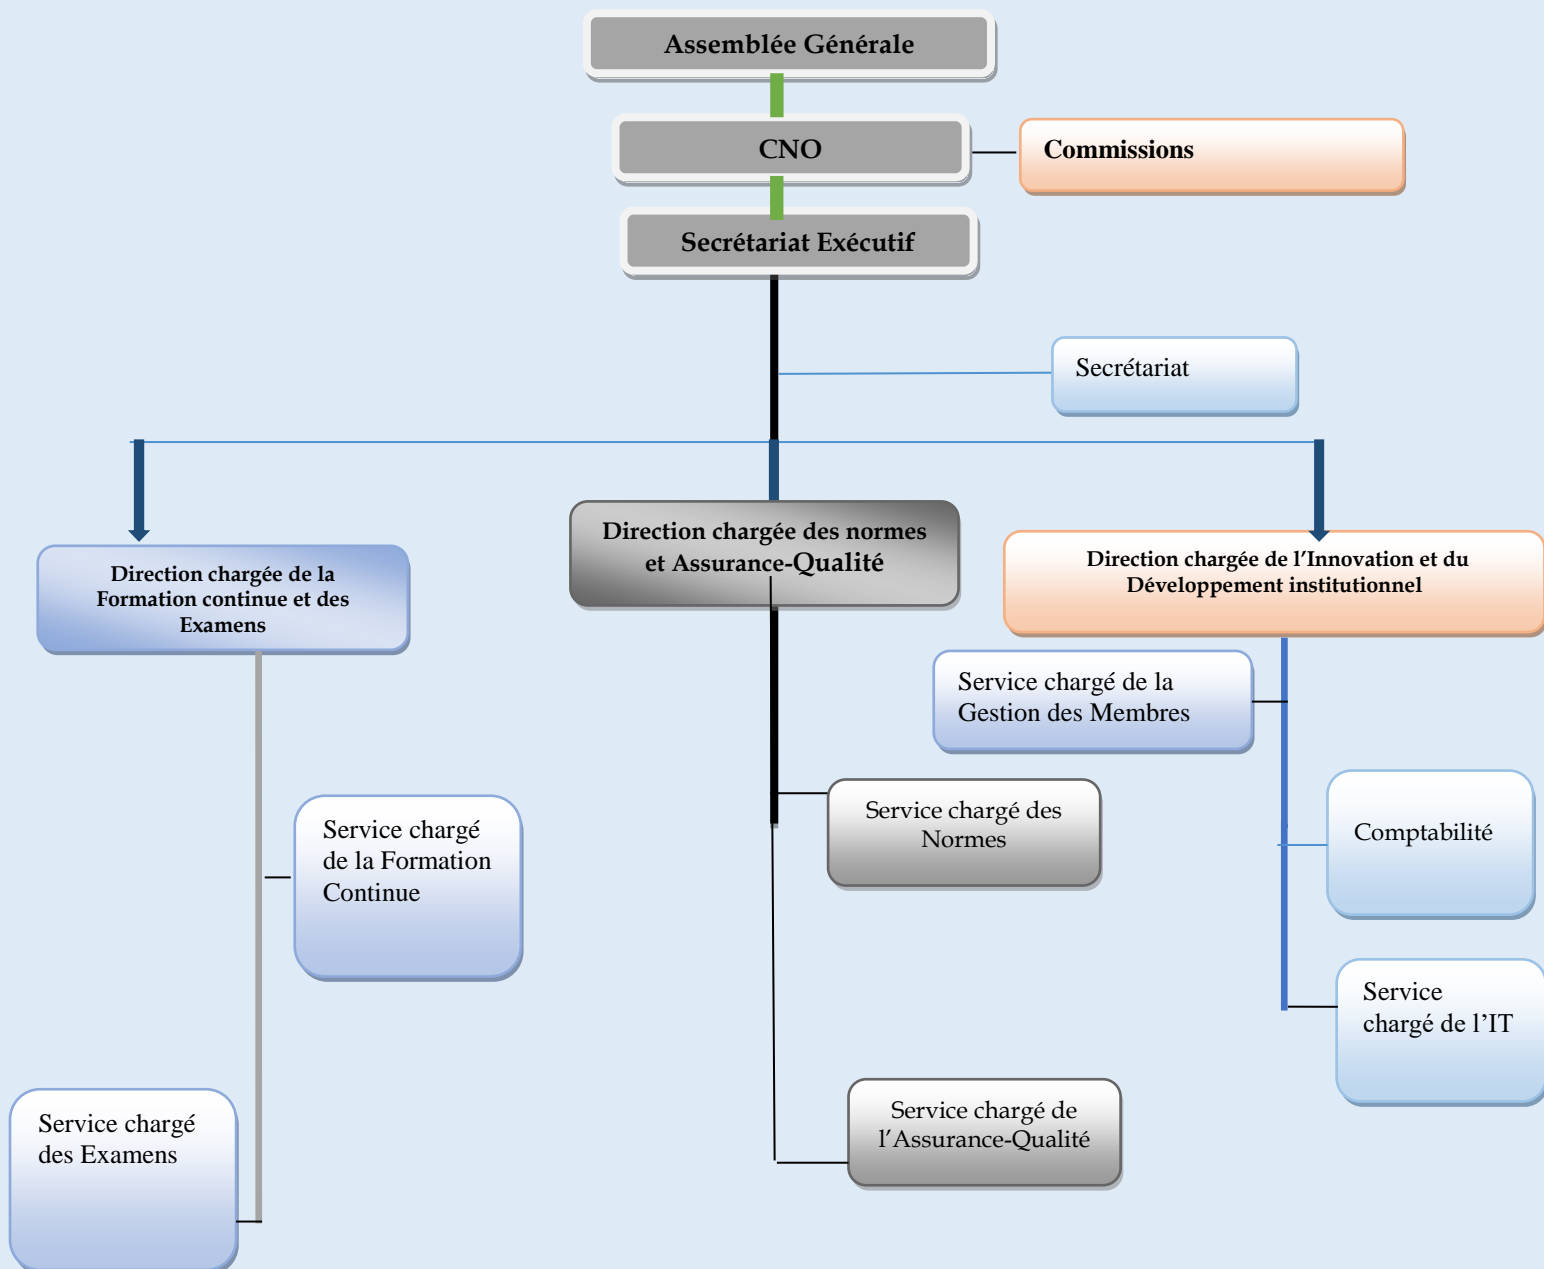 Assemblée Générale
CNO
Commissions
Secrétariat Exécutif
Secrétariat
Direction chargée de la
Formation continue et des
Examens
Direction chargée des normes
et Assurance-Qualité
Direction chargée de l’Innovation et du
Développement institutionnel
Service chargé de la
Gestion des Membres
Service chargé
de la Formation
Continue
Service chargé des
Normes
Comptabilité
Service
chargé de l’IT
Service chargé
des Examens
Service chargé de
l’Assurance-Qualité